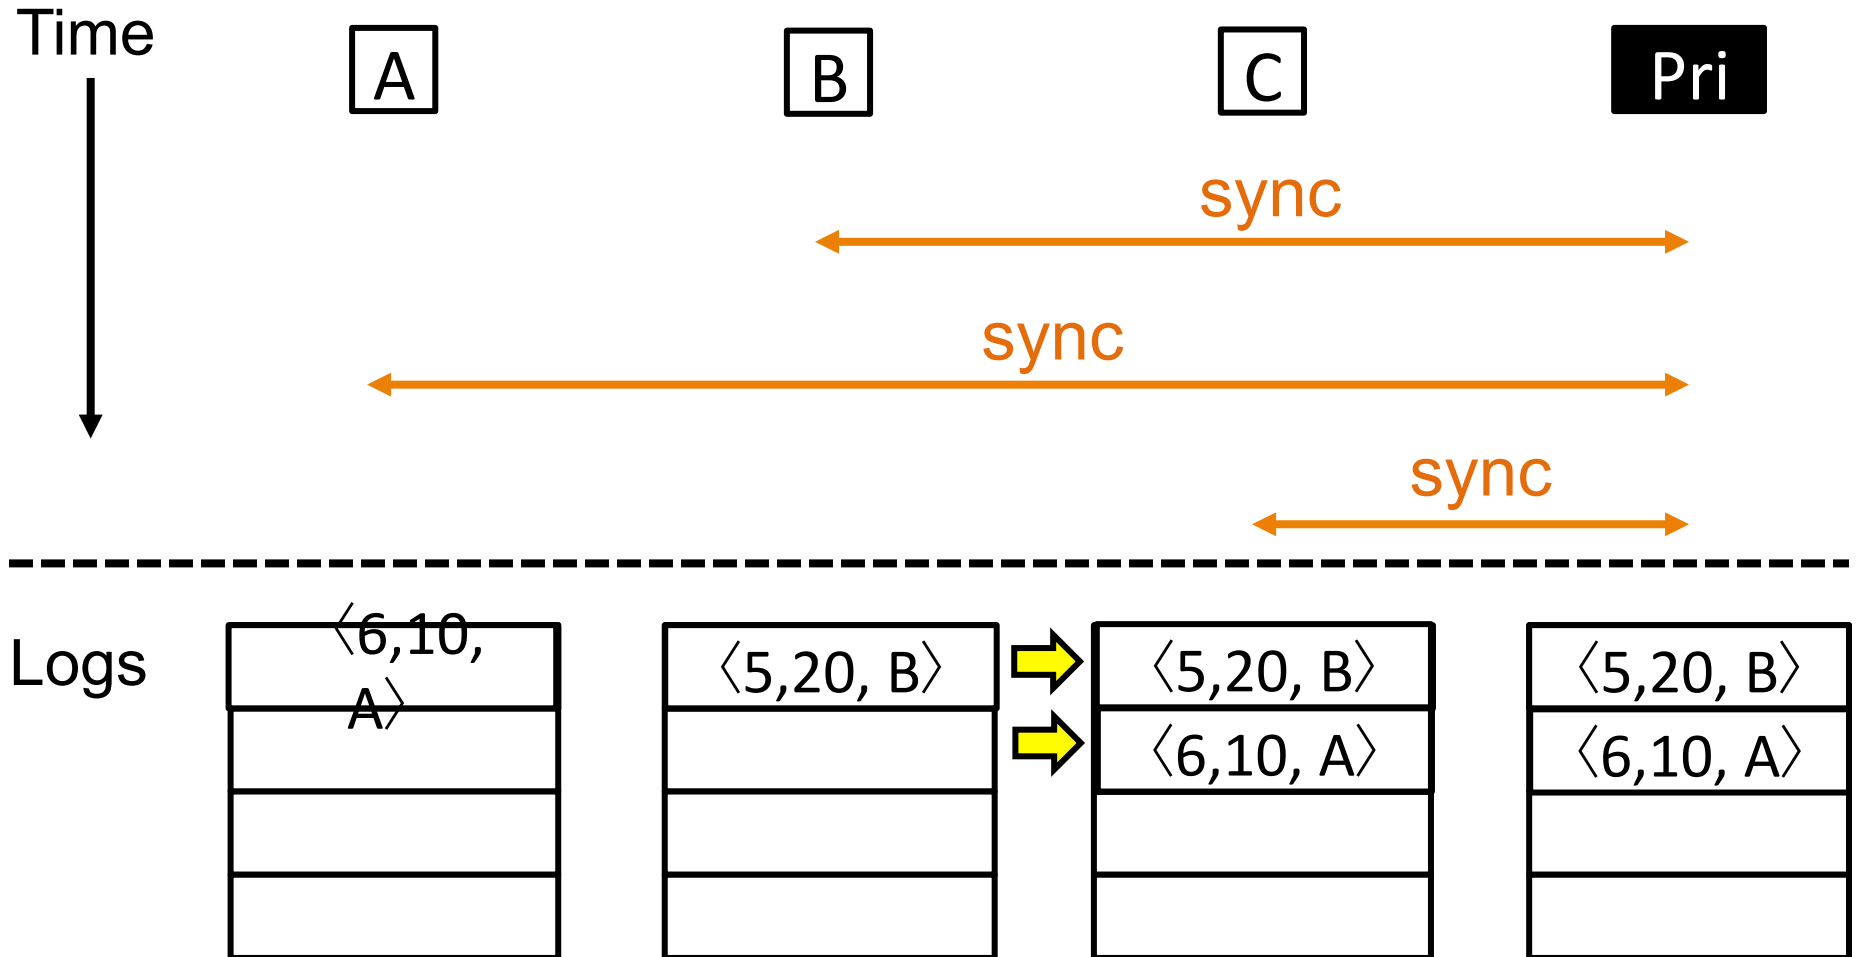 Time
A
B
C
Pri
sync
sync
sync
Logs
〈6,10,
A〉
〈5,20, B〉
〈5,20, B〉
〈5,20, B〉
〈6,10, A〉
〈6,10, A〉